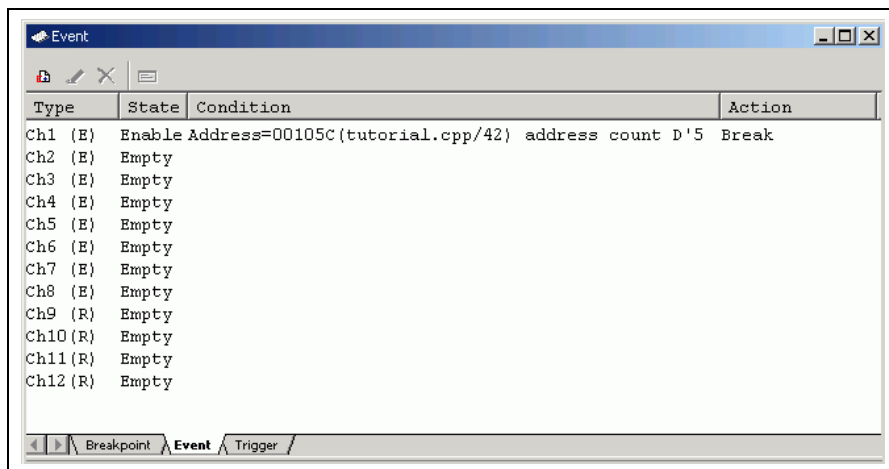 Event
Type State Condition Action
Ch1 (E) Enable Address=00105C(tutorial.cpp/42) address count D'5 Break
Ch2 (E) Empty
Ch3 (E) Empty
Ch4 (E) Empty
Ch5 (E) Empty
Ch6 (E) Empty
Ch7 (E) Empty
Ch8 (E) Empty
Ch9 (R) Empty
Ch10(R) Empty
Ch11(R) Empty
Ch12(R) Empty
Breakpoint Event Trigger